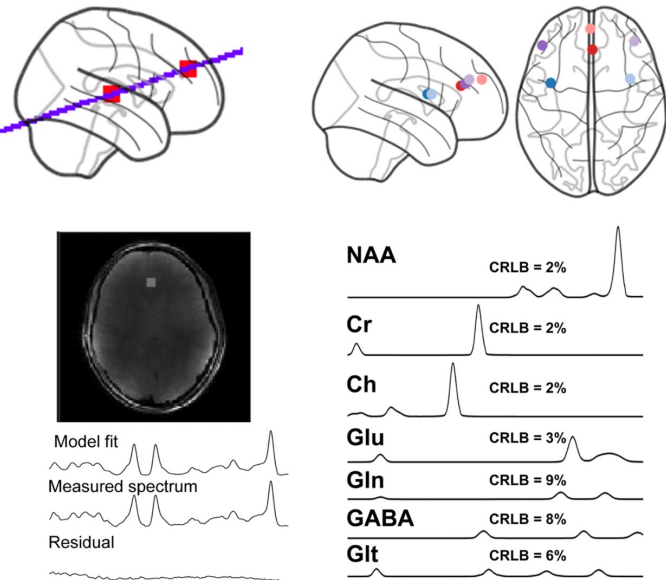 NAA
CRLB = 2%
Cr
CRLB = 2%
Ch
CRLB = 2%
Glu
CRLB = 3%
Gln
CRLB = 9%
GABA
CRLB = 8%
Glt
CRLB = 6%
Model fit
Measured spectrum
Residual